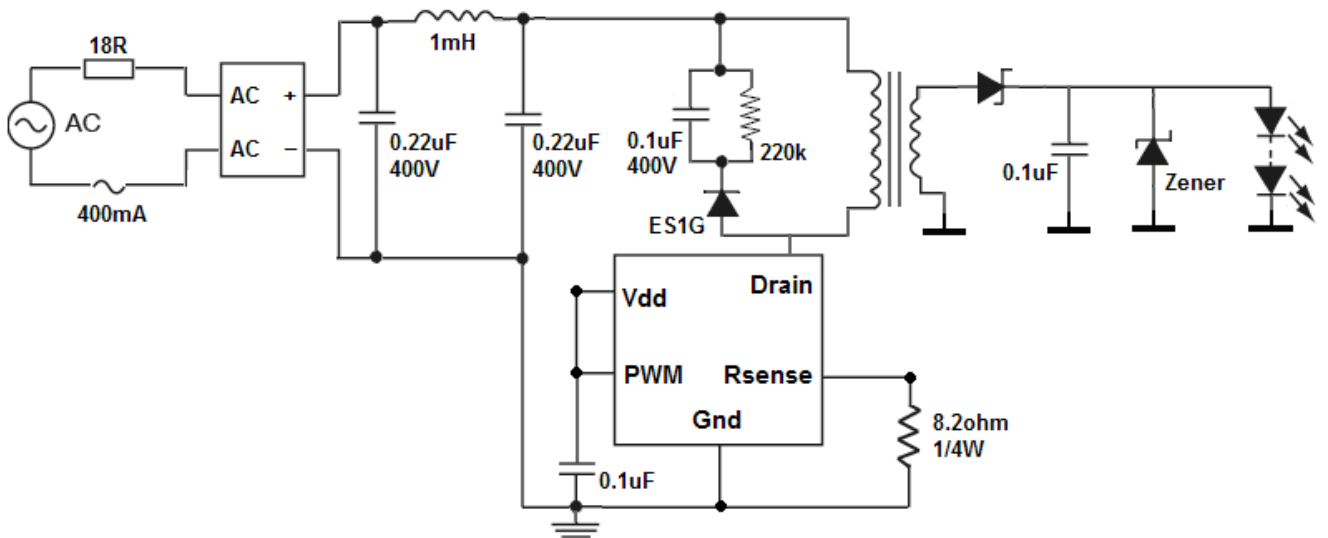 18R
AC
400mA
AC +
AC −
1mH
0.22uF
400V
0.22uF
400V
0.1uF
400V
220k
ES1G
0.1uF
Zener
Vdd
Drain
PWM
Rsense
Gnd
8.2ohm
1/4W
0.1uF